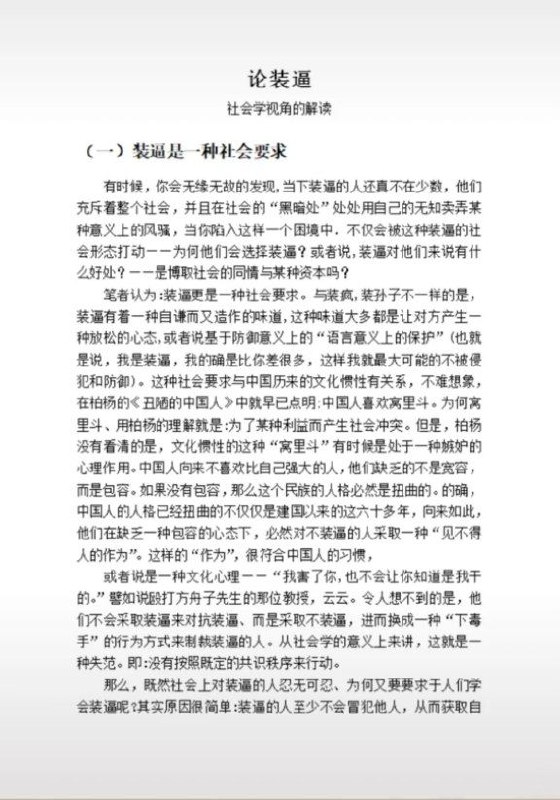 论装逼
社会学视角的解读
（一）装逼是一种社会要求
有时候，你会无缘无故的发现，当下装逼的人还真不在少数，他们
充斥着整个社会，并且在社会的“黑暗处”处处用自己的无知卖弄某
种意义上的风骚，当你陷入这样一个困境中．不仅会被这种装逼的社
会形态打动——为何他们会选择装逼？或者说，装逼对他们来说有什
么好处？——是博取社会的同情与某种资本吗？
笔者认为：装逼更是一种社会要求。与装疯，装孙子不一样的是，
装逼有着一种自谦而又造作的味道，这种味道大多都是让对方产生一
种放松的心态，或者说基于防御意义上的“语言意义上的保护”（也就
是说，我是装逼，我的确是比你差很多，这样我就最大可能的不被侵
犯和防御）。这种社会要求与中国历来的文化惯性有关系，不难想象，
在柏杨的《丑陋的中国人》中就早已点明；中国人喜欢窝里斗。为何窝
里斗、用柏杨的理解就是：为了某种利益而产生社会冲突。但是，柏杨
没有看清的是，文化惯性的这种“窝里斗”有时候是处于一种嫉妒的
心理作用。中国人向来不喜欢比自己强大的人，他们缺乏的不是宽容，
而是包容。如果没有包容，那么这个民族的人格必然是扭曲的。的确，
中国人的人格已经扭曲的不仅仅是建国以来的这六十多年，向来如此，
他们在缺乏一种包容的心态下，必然对不装逼的人采取一种“见不得
人的作为”。这样的“作为”，很符合中国人的习惯，
或者说是一种文化心理——“我害了你，也不会让你知道是我干
的。”譬如说殴打方舟子先生的那位教授，云云。令人想不到的是，他
们不会采取装逼来对抗装逼、而是采取不装逼，进而换成一种“下毒
手”的行为方式来制裁装逼的人。从社会学的意义上来讲，这就是一
种失范。即：没有按照既定的共识秩序来行动。
那么，既然社会上对装逼的人忍无可忍、为何又要要求于人们学
会装逼呢？其实原因很简单：装逼的人至少不会冒犯他人，从而获取自